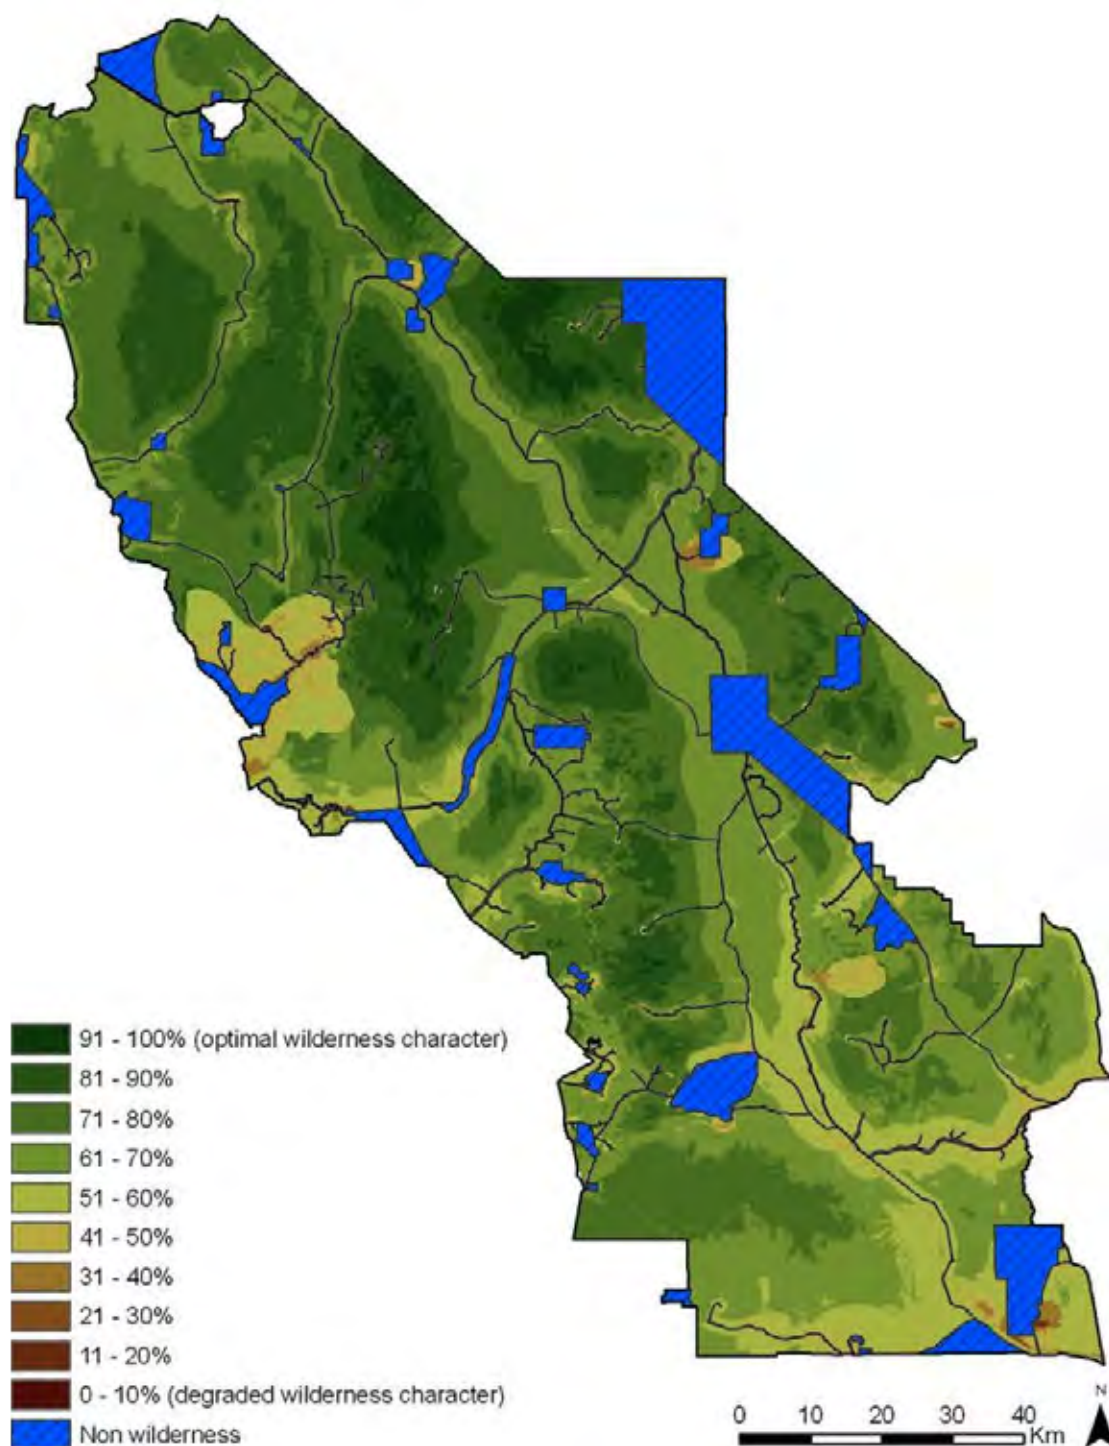 91 - 100% (optimal wilderness character)
81 - 90%
71 - 80%
61 - 70%
51 - 60%
41 - 50%
31 - 40%
21 - 30%
11 - 20%
0 - 10% (degraded wilderness character)
Non wilderness
N
0 10 20 30 40
Km